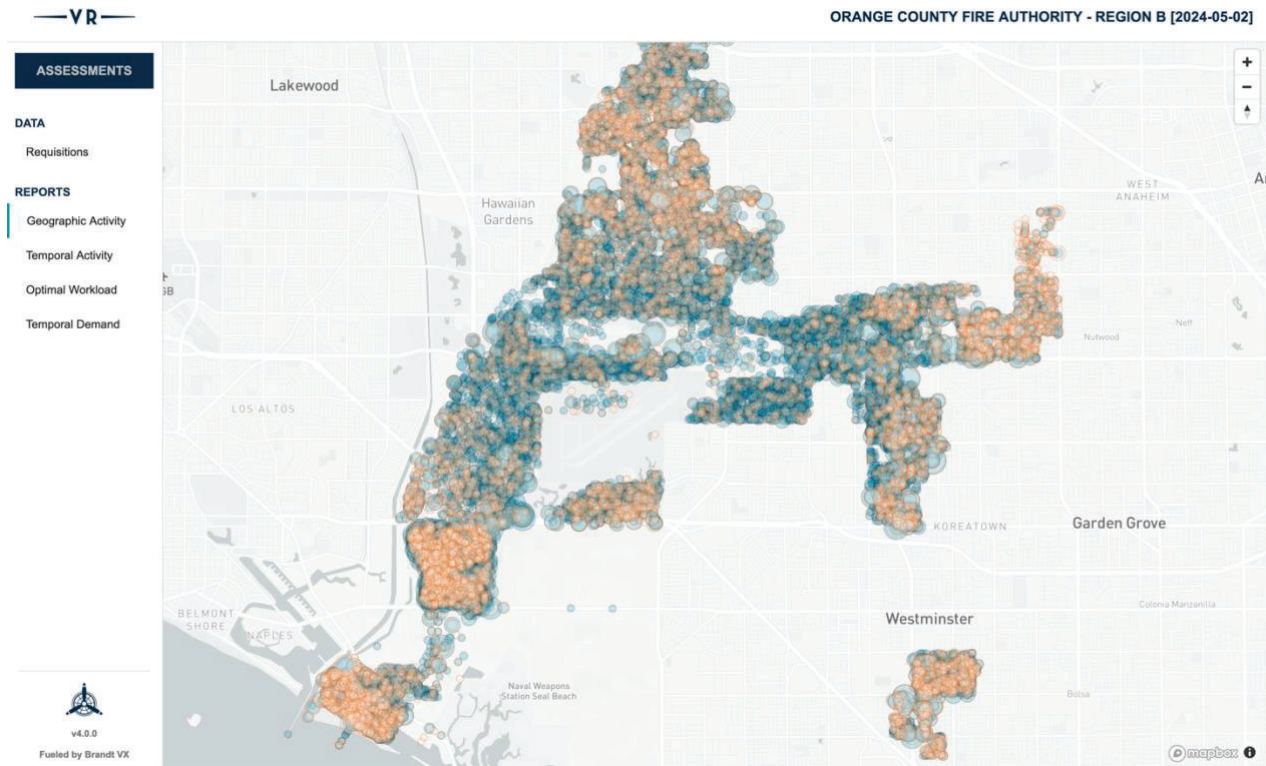 VR
ORANGE COUNTY FIRE AUTHORITY - REGION B [2024-05-02]
ASSESSMENTS
DATA
Requisitions
REPORTS
Geographic Activity
Temporal Activity
Optimal Workload
Temporal Demand
v4.0.0
Fueled by Brandt VX
Lakewood
Hawaiian
Gardens
WEST
ANAHEIM
Nutwood
Neff
LOS ALTOS
KOREATOWN
Garden Grove
BELMONT
SHORE
NAPLES
Westminster
Colonia Manzanilla
Naval Weapons
Station Seal Beach
Bolsa
mapbox